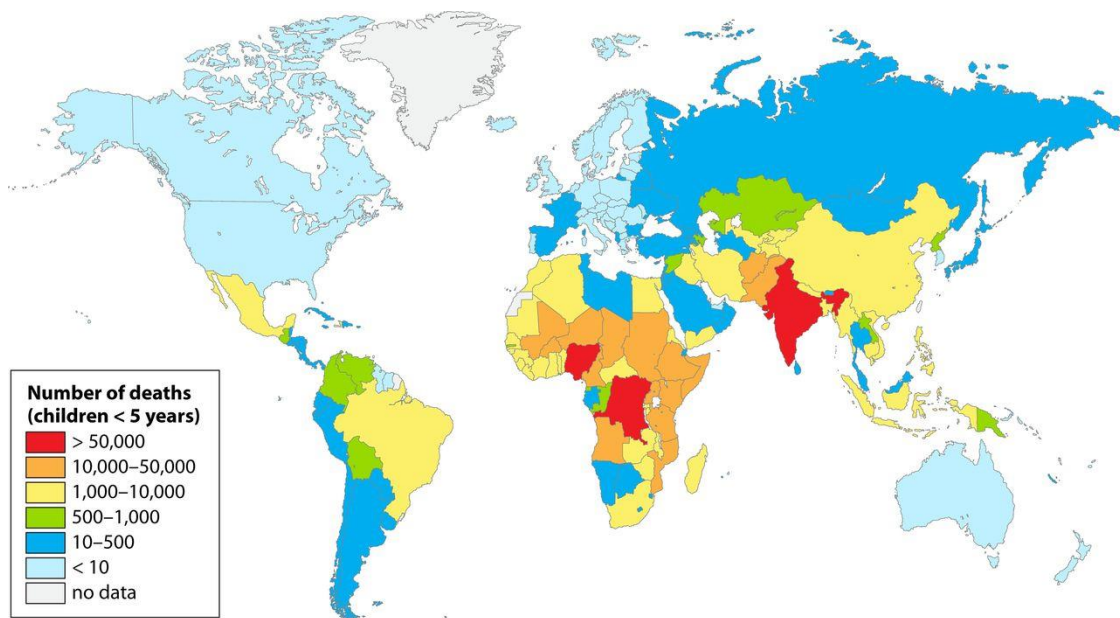 Number of deaths
(children < 5 years)
> 50,000
10,000–50,000
1,000–10,000
500–1,000
10–500
< 10
no data